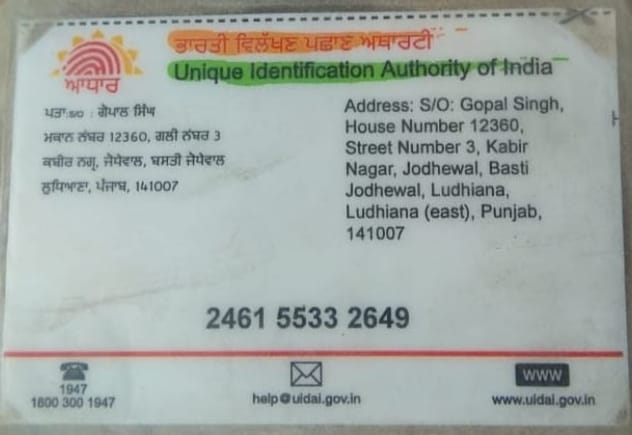 ਭਾਰਤੀ ਵਿਲੱਖਣ ਪਛਾਣ ਅਥਾਰਟੀ
Unique Identification Authority of India
ਆਧਾਰ
ਪਤਾ:S/O : ਗੋਪਾਲ ਸਿੰਘ
ਮਕਾਨ ਨੰਬਰ 12360, ਗਲੀ ਨੰਬਰ 3
ਕਬੀਰ ਨਗ੍ਰ, ਜੋਧੇਵਾਲ, ਬਸਤੀ ਜੋਧੇਵਾਲ
ਲੁਧਿਆਣਾ, ਪੰਜਾਬ, 141007
Address: S/O: Gopal Singh,
House Number 12360,
Street Number 3, Kabir
Nagar, Jodhewal, Basti
Jodhewal, Ludhiana,
Ludhiana (east), Punjab,
141007
2461 5533 2649
1947
1800 300 1947
help@uidai.gov.in
WWW
www.uidai.gov.in